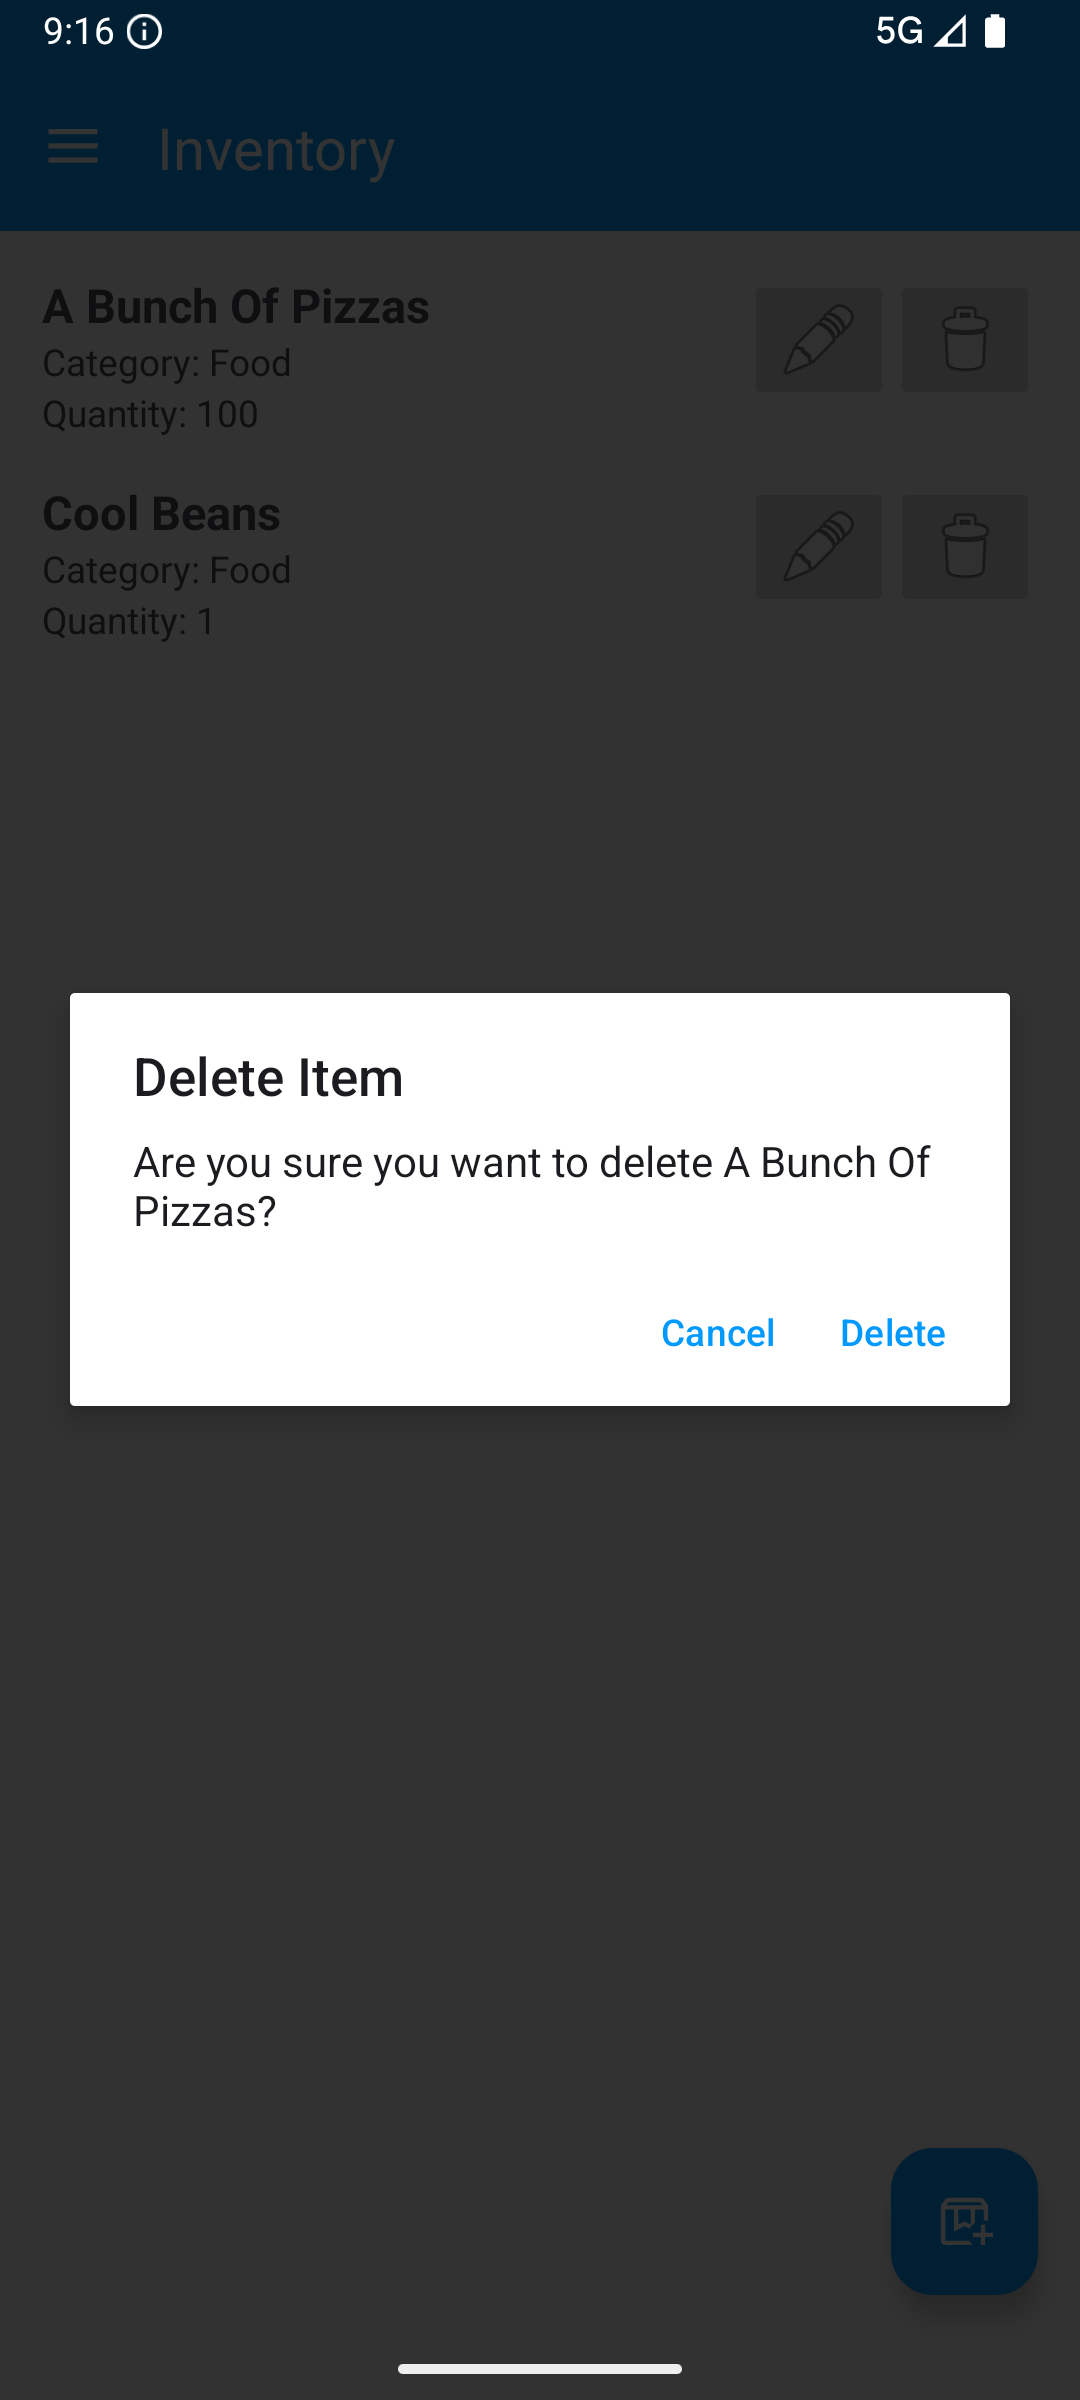 9:16
5G
Inventory
A Bunch Of Pizzas
Category: Food
Quantity: 100
Cool Beans
Category: Food
Quantity: 1
Delete Item
Are you sure you want to delete A Bunch Of
Pizzas?
Cancel
Delete